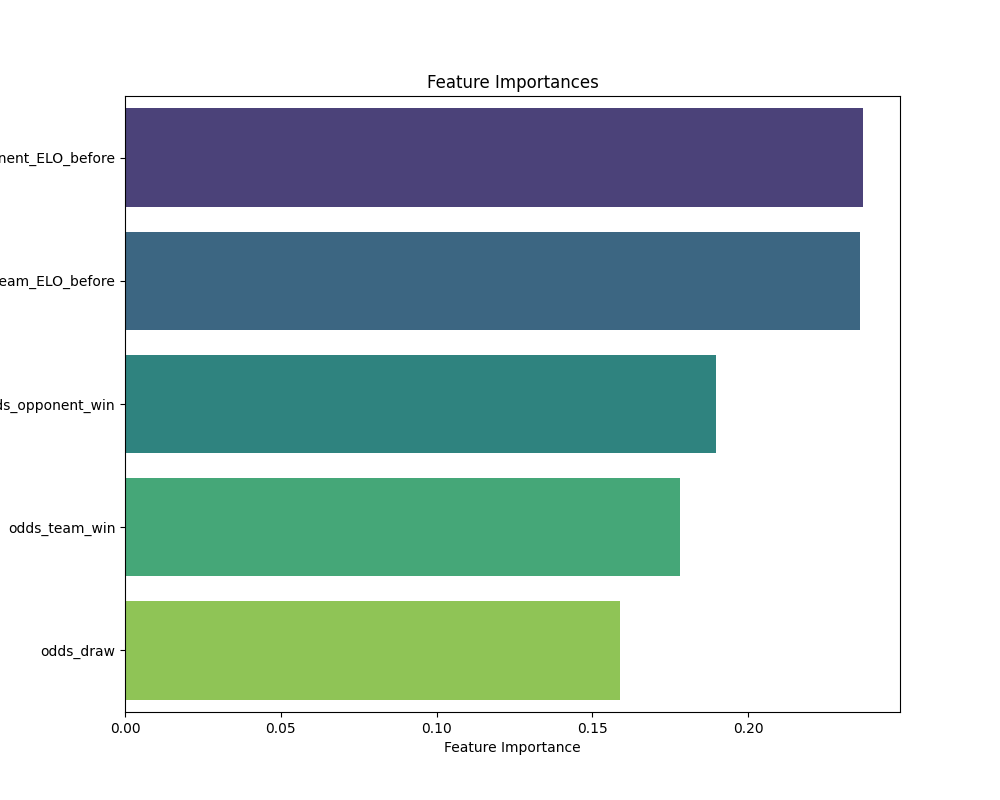 Feature Importances
nent_ELO_before
eam_ELO_before
ds_opponent_win
odds_team_win
odds_draw
0.00 0.05 0.10 0.15 0.20
Feature Importance